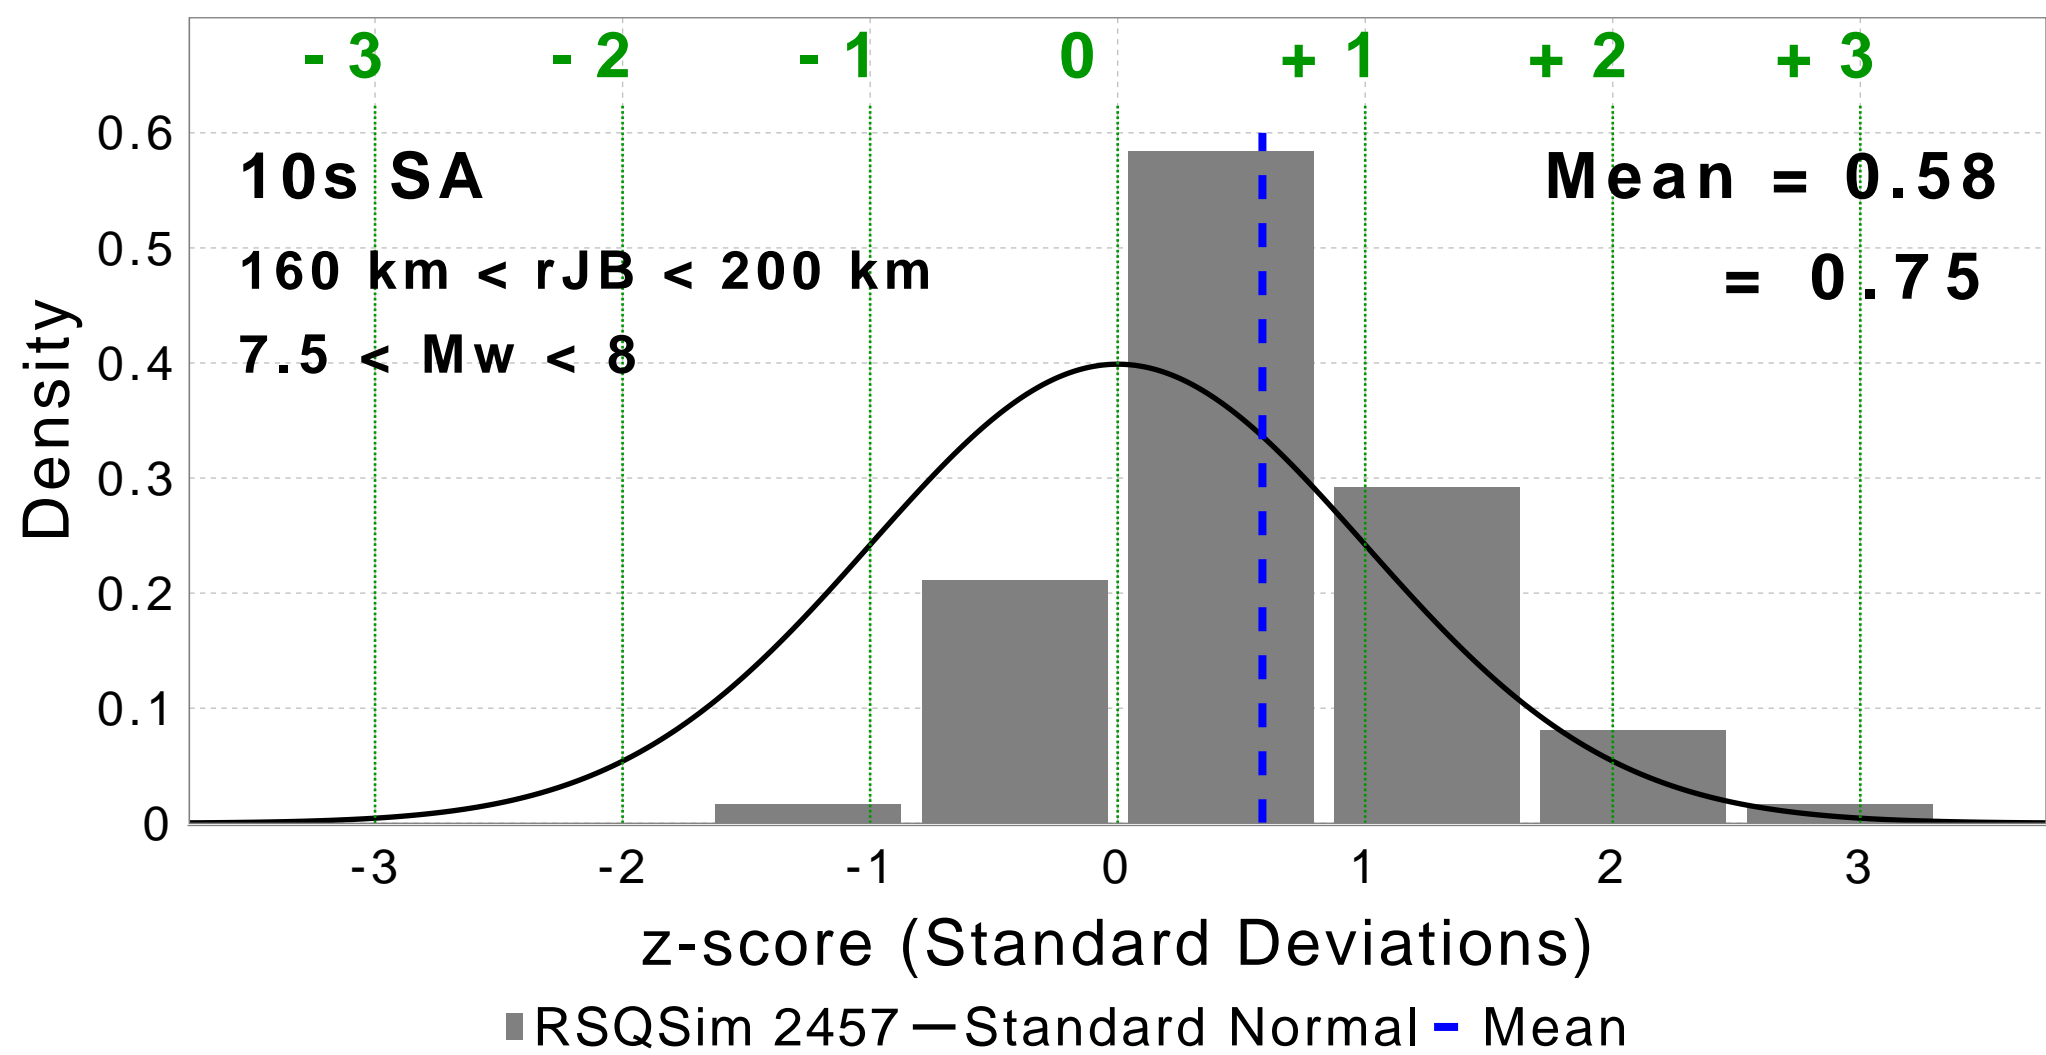 - 3 - 2 - 1 0 + 1 + 2 + 3
0.6
0.5
0.4
0.3
0.2
0.1
0
Density
10s SA
160 km < rJB < 200 km
7.5 < Mw < 8
Mean = 0.58
= 0.75
-3 -2 -1 0 1 2 3
z-score (Standard Deviations)
RSQSim 2457 Standard Normal Mean